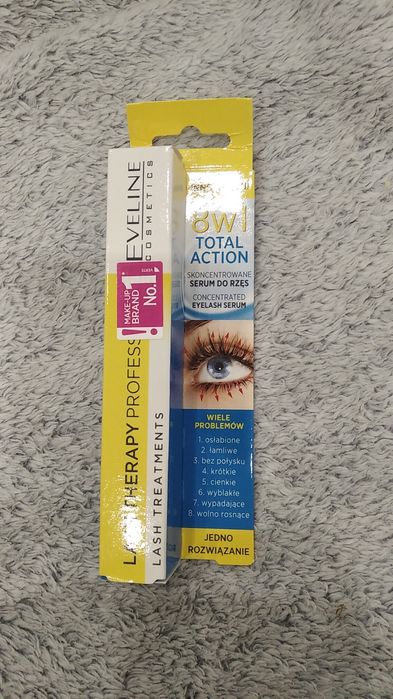 EVELINE
COSMETICS
MAKE-UP
BRAND
No.1
LASH THERAPY PROFESS
LASH TREATMENTS
8w1
TOTAL
ACTION
SKONCENTROWANE
SERUM DO RZĘS
CONCENTRATED
EYELASH SERUM
WIELE
PROBLEMÓW
1. osłabione
2. łamliwe
3. bez połysku
4. krótkie
5. cienkie
6. wyblakłe
7. wypadające
8. wolno rosnące
JEDNO
ROZWIĄZANIE